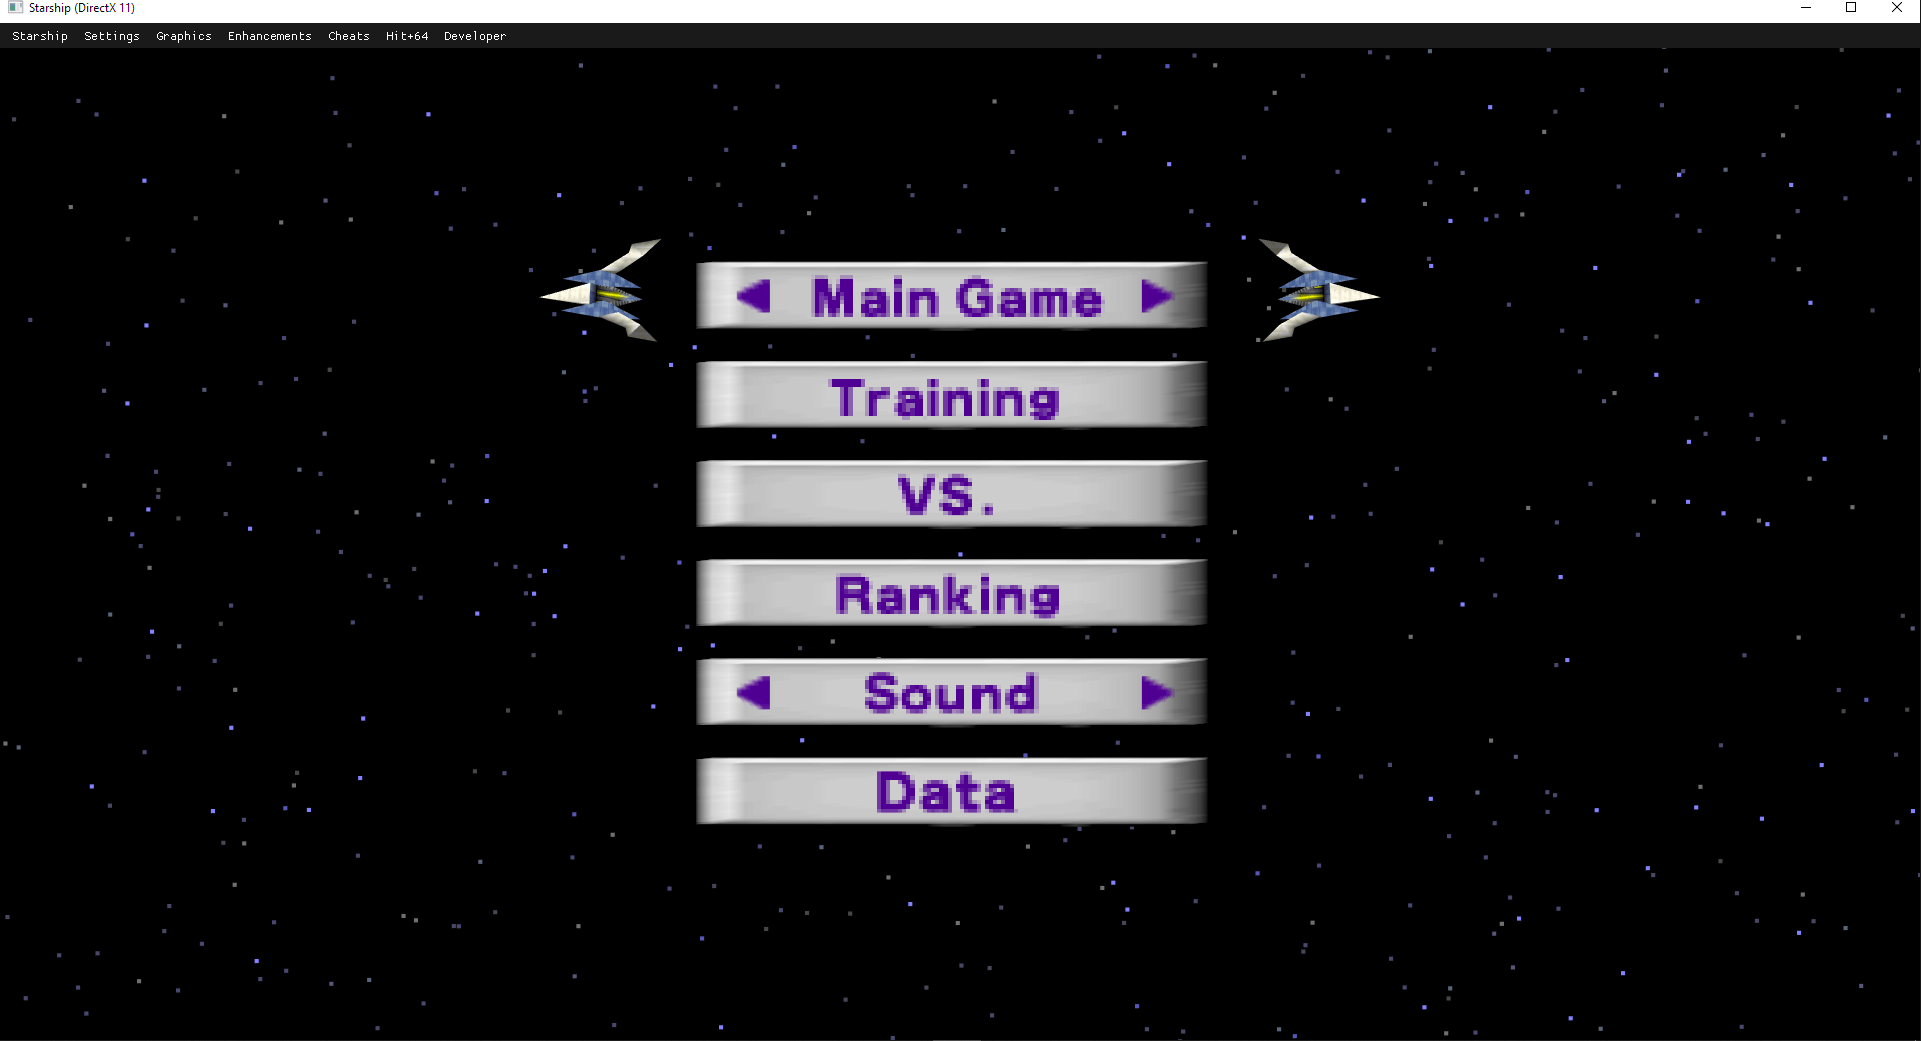 Starship (DirectX 11)
Starship Settings Graphics Enhancements Cheats Hit+64 Developer
Main Game
Training
VS.
Ranking
Sound
Data